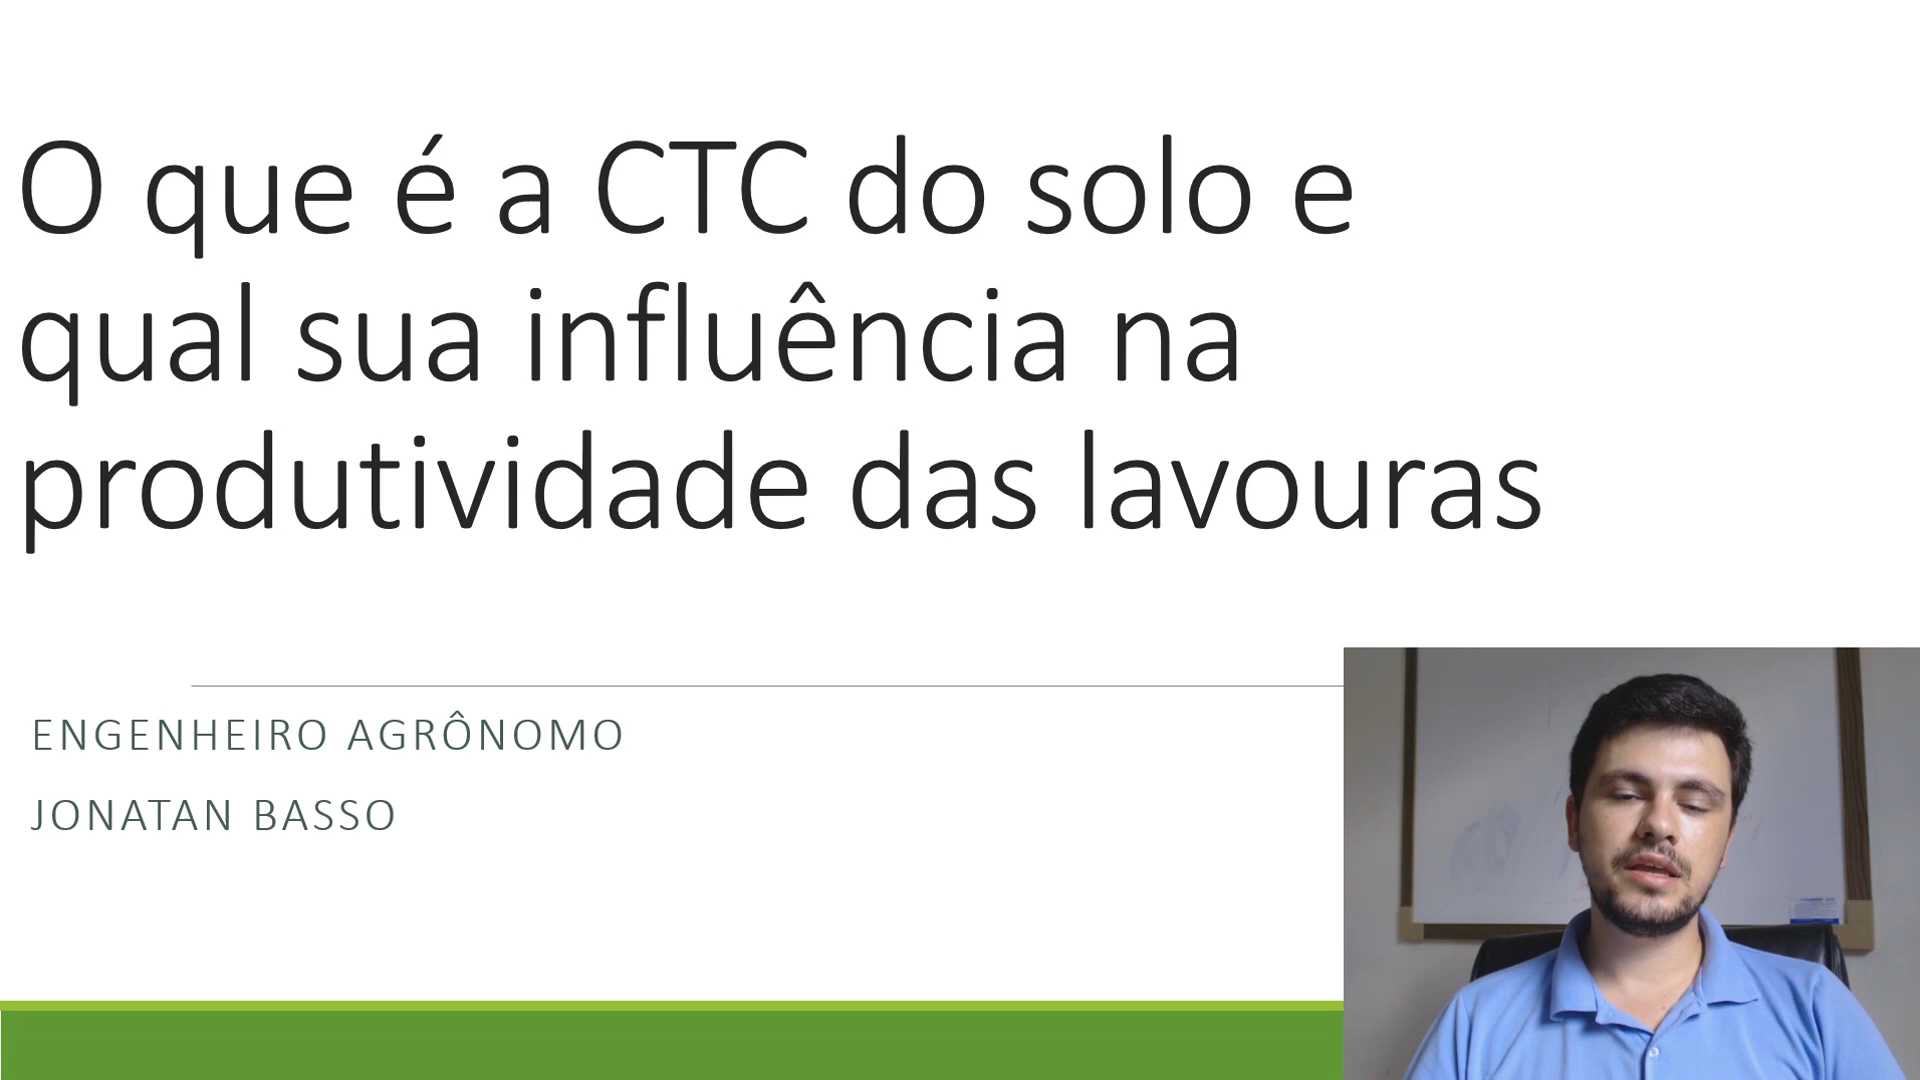 O que é a CTC do solo e
qual sua influência na
produtividade das lavouras
ENGENHEIRO AGRÔNOMO
JONATAN BASSO